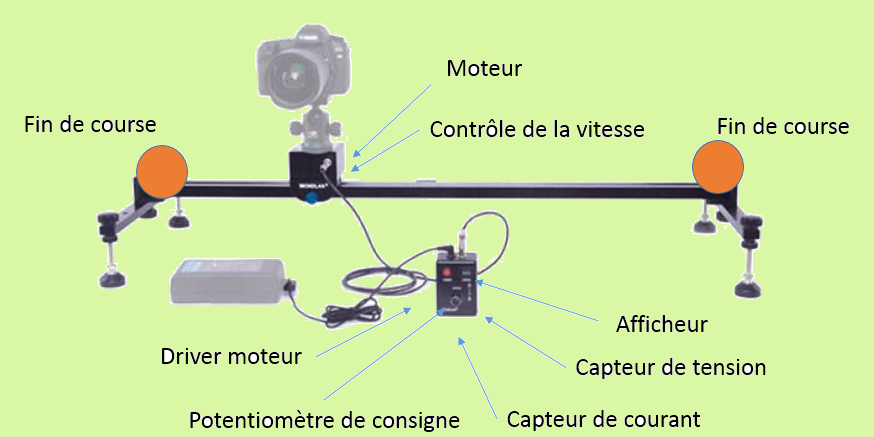 Moteur
Fin de course
Contrôle de la vitesse
Fin de course
Afficheur
Driver moteur
Capteur de tension
Potentiomètre de consigne
Capteur de courant